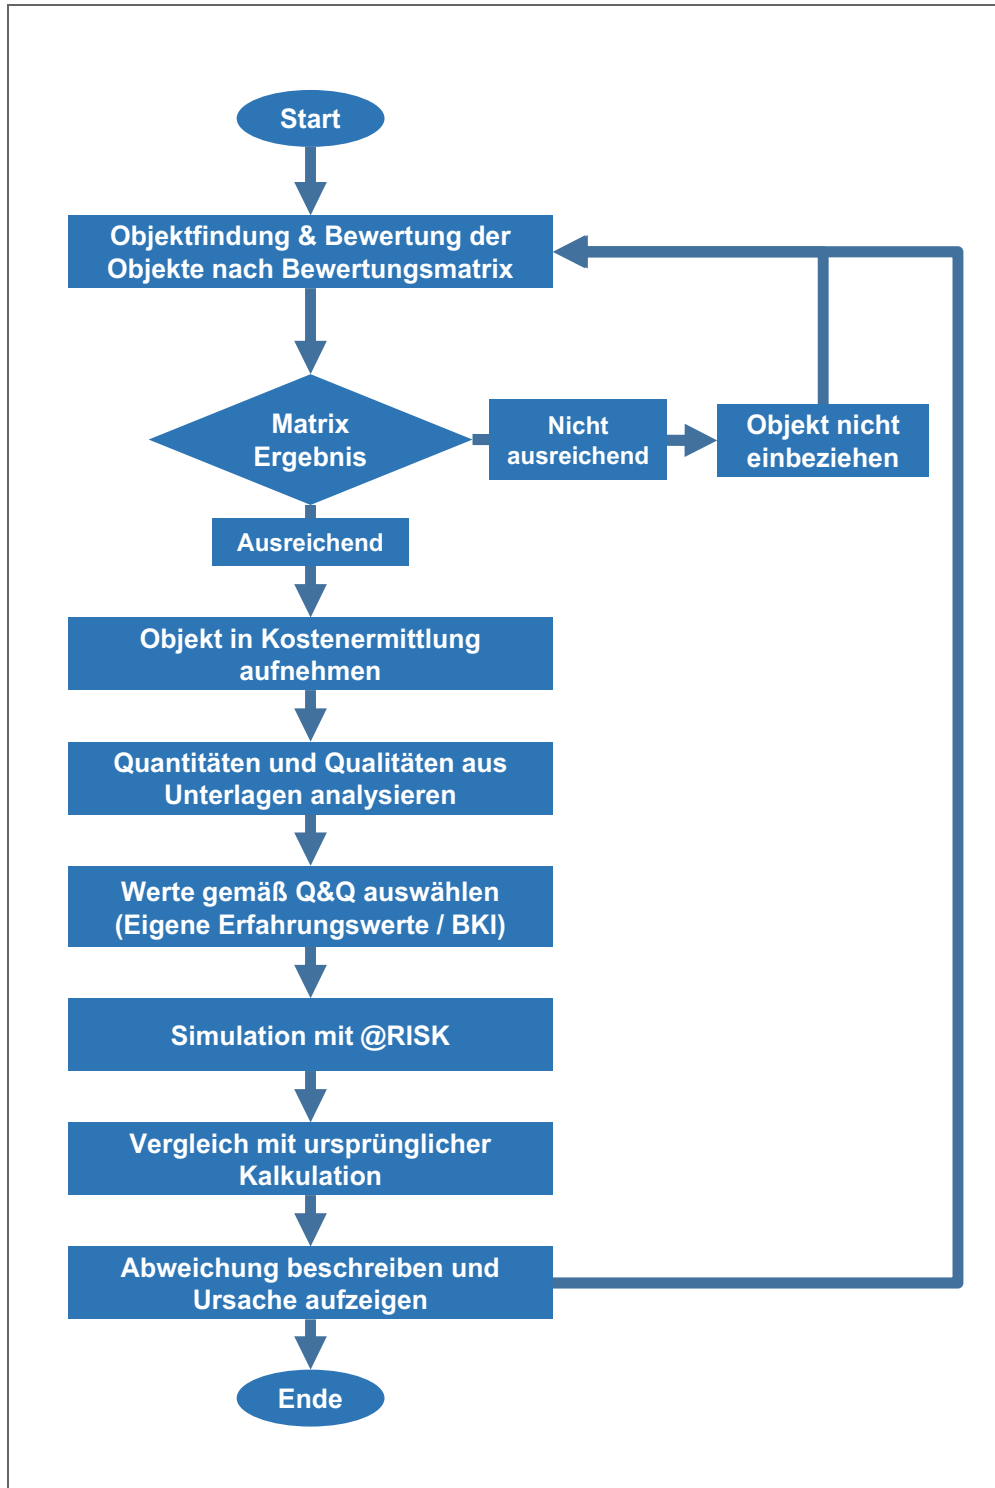 Start
Objektfindung & Bewertung der
Objekte nach Bewertungsmatrix
Matrix
Ergebnis
Nicht
ausreichend
Objekt nicht
einbeziehen
Ausreichend
Objekt in Kostenermittlung
aufnehmen
Quantitäten und Qualitäten aus
Unterlagen analysieren
Werte gemäß Q&Q auswählen
(Eigene Erfahrungswerte / BKI)
Simulation mit @RISK
Vergleich mit ursprünglicher
Kalkulation
Abweichung beschreiben und
Ursache aufzeigen
Ende